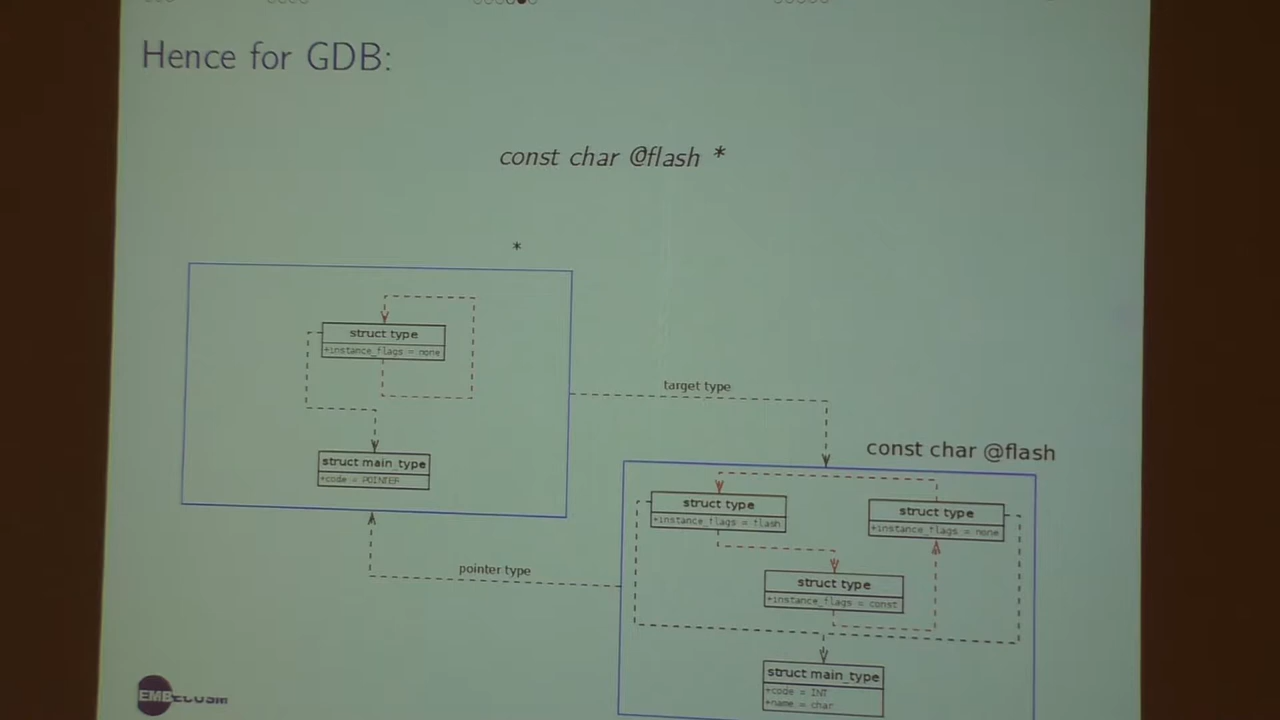 Hence for GDB:
const char @flash *
*
struct type
+instance_flags = none
struct main_type
+code = POINTER
target type
pointer type
const char @flash
struct type
+instance_flags = flash
struct type
+instance_flags = none
struct type
+instance_flags = const
struct main_type
+code = INT
+name = char
EMBECOSM